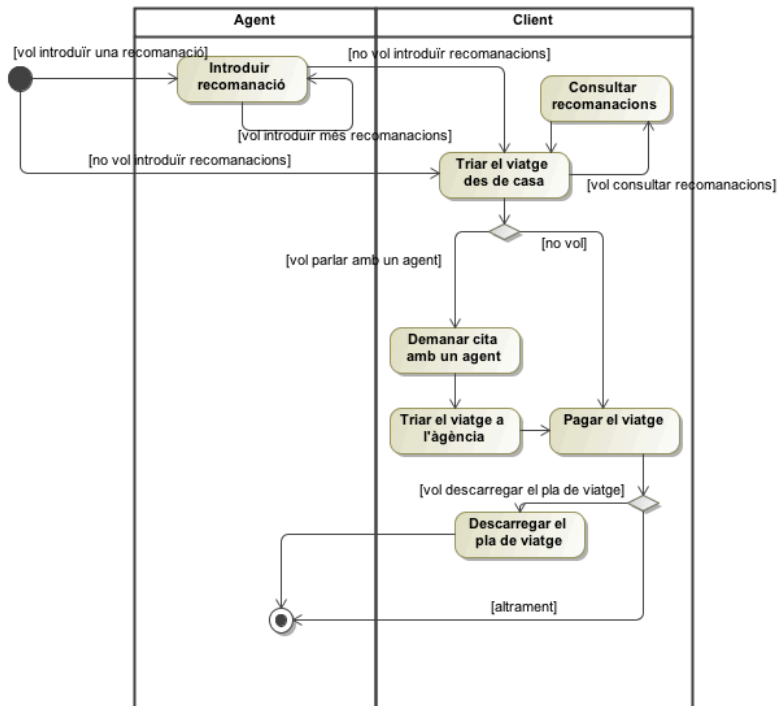 Agent
Client
[vol introduïr una recomanació]
[no vol introduïr recomanacions]
Introduir
recomanació
Consultar
recomanacions
[vol introduïr més recomanacions]
[no vol introduïr recomanacions]
Triar el viatge
des de casa
[vol consultar recomanacions]
[no vol]
[vol parlar amb un agent]
Demanar cita
amb un agent
Triar el viatge a
l'àgència
Pagar el viatge
[vol descarregar el pla de viatge]
Descarregar el
pla de viatge
[altrament]